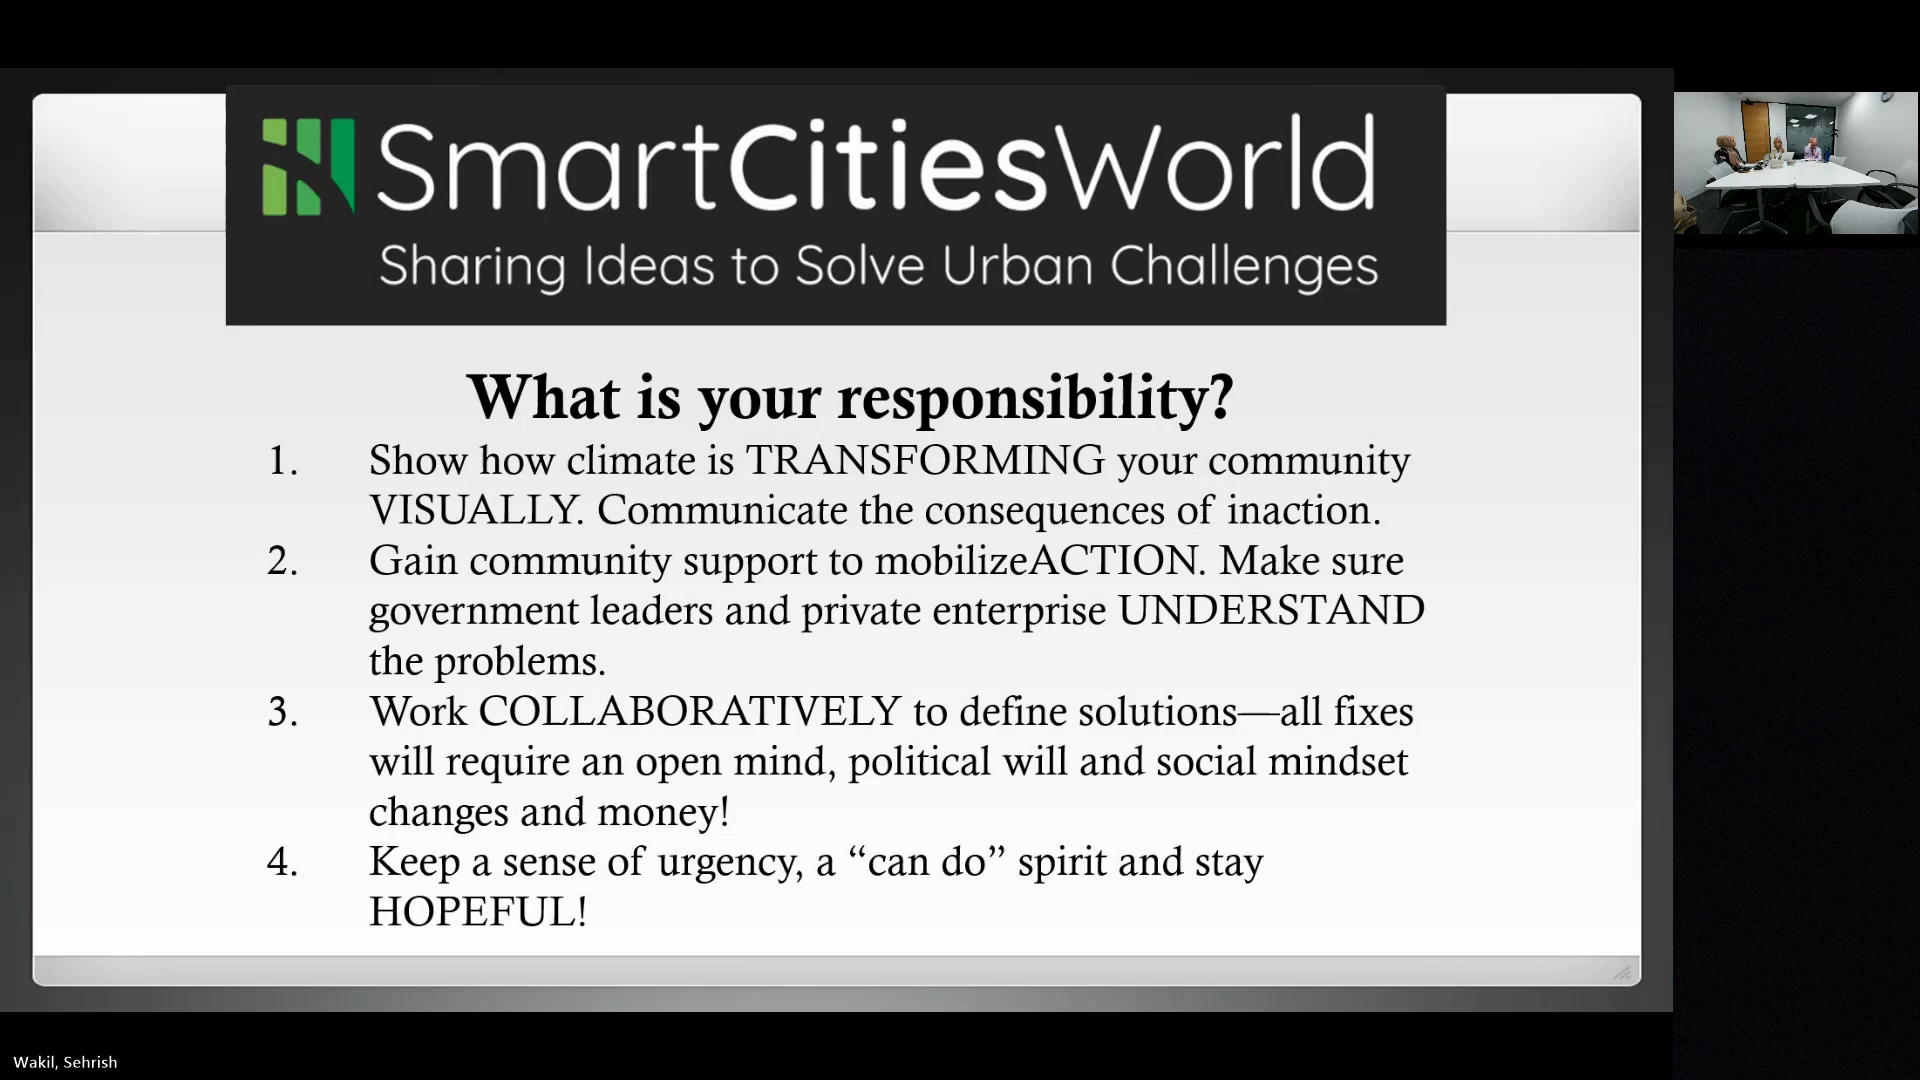 SmartCitiesWorld
Sharing Ideas to Solve Urban Challenges
What is your responsibility?
1. Show how climate is TRANSFORMING your community
VISUALLY. Communicate the consequences of inaction.
2. Gain community support to mobilizeACTION. Make sure
government leaders and private enterprise UNDERSTAND
the problems.
3. Work COLLABORATIVELY to define solutions—all fixes
will require an open mind, political will and social mindset
changes and money!
4. Keep a sense of urgency, a “can do” spirit and stay
HOPEFUL!
Wakil, Sehrish